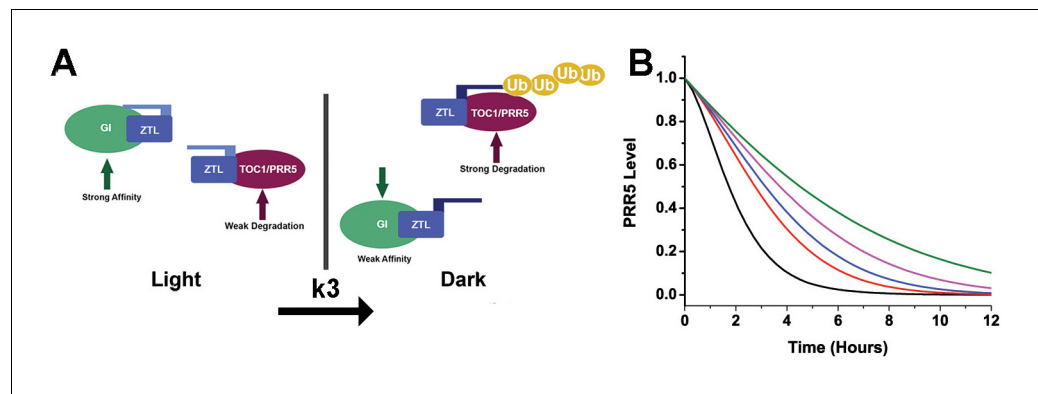 A
GI
ZTL
Strong Affinity
ZTL
TOC1/PRR5
Weak Degradation
Light
k3
Ub
Ub
Ub
Ub
ZTL
TOC1/PRR5
Strong Degradation
GI
ZTL
Weak Affinity
Dark
B
PRR5 Level
1.0
0.8
0.6
0.4
0.2
0.0
0 2 4 6 8 10 12
Time (Hours)